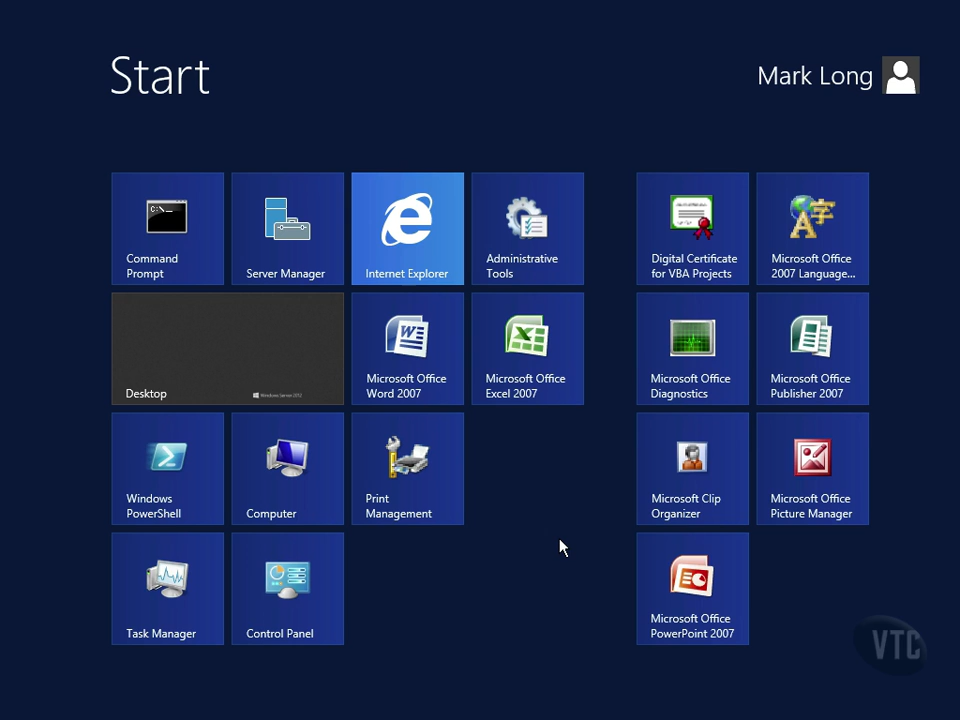 Start
Mark Long
C:\_
Command
Prompt
Server Manager
Internet Explorer
Administrative
Tools
Digital Certificate
for VBA Projects
Microsoft Office
2007 Language...
Desktop
Windows Server 2012
Microsoft Office
Word 2007
Microsoft Office
Excel 2007
Microsoft Office
Diagnostics
Microsoft Office
Publisher 2007
Windows
PowerShell
Computer
Print
Management
Microsoft Clip
Organizer
Microsoft Office
Picture Manager
Task Manager
Control Panel
Microsoft Office
PowerPoint 2007
VTC